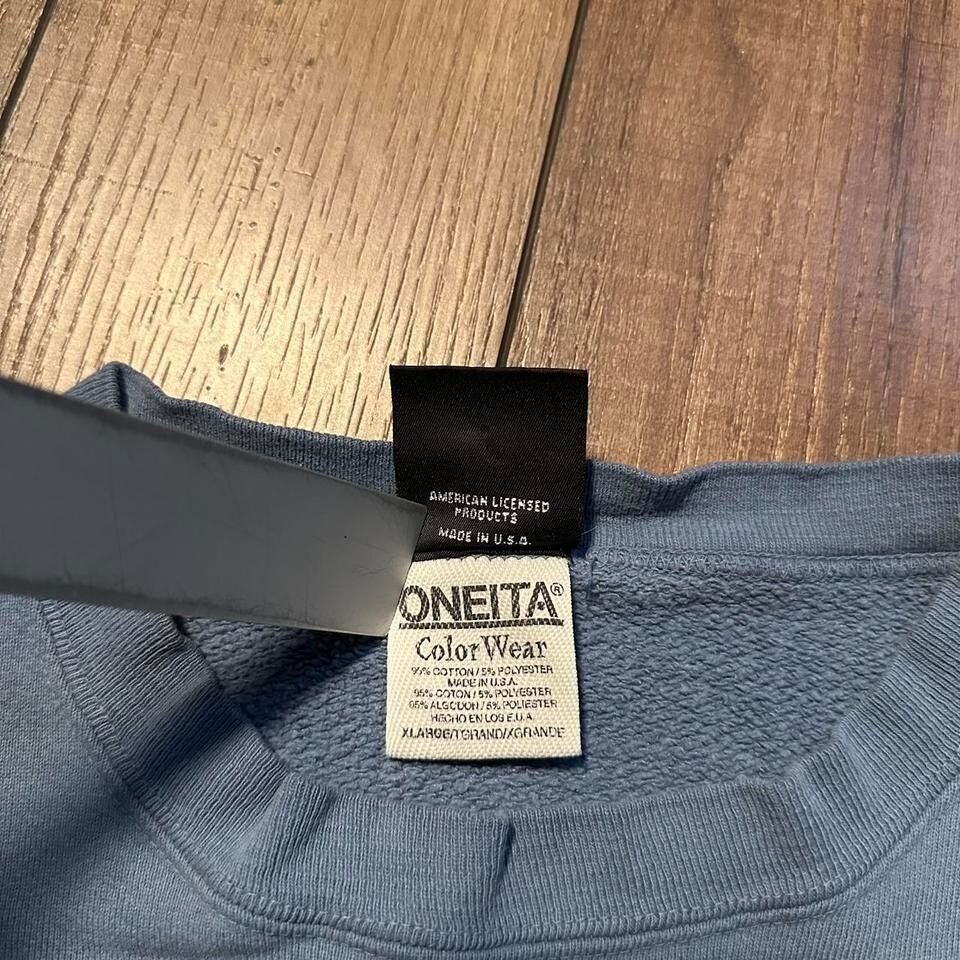 AMERICAN LICENSED
PRODUCTS
MADE IN U.S.A.
ONEITA®
Color Wear
95% COTTON / 5% POLYESTER
MADE IN U.S.A.
95% COTON / 5% POLYESTER
95% ALGODON / 5% POLIESTER
HECHO EN LOS E.U.A.
XLARGE/TGRAND/XGRANDE